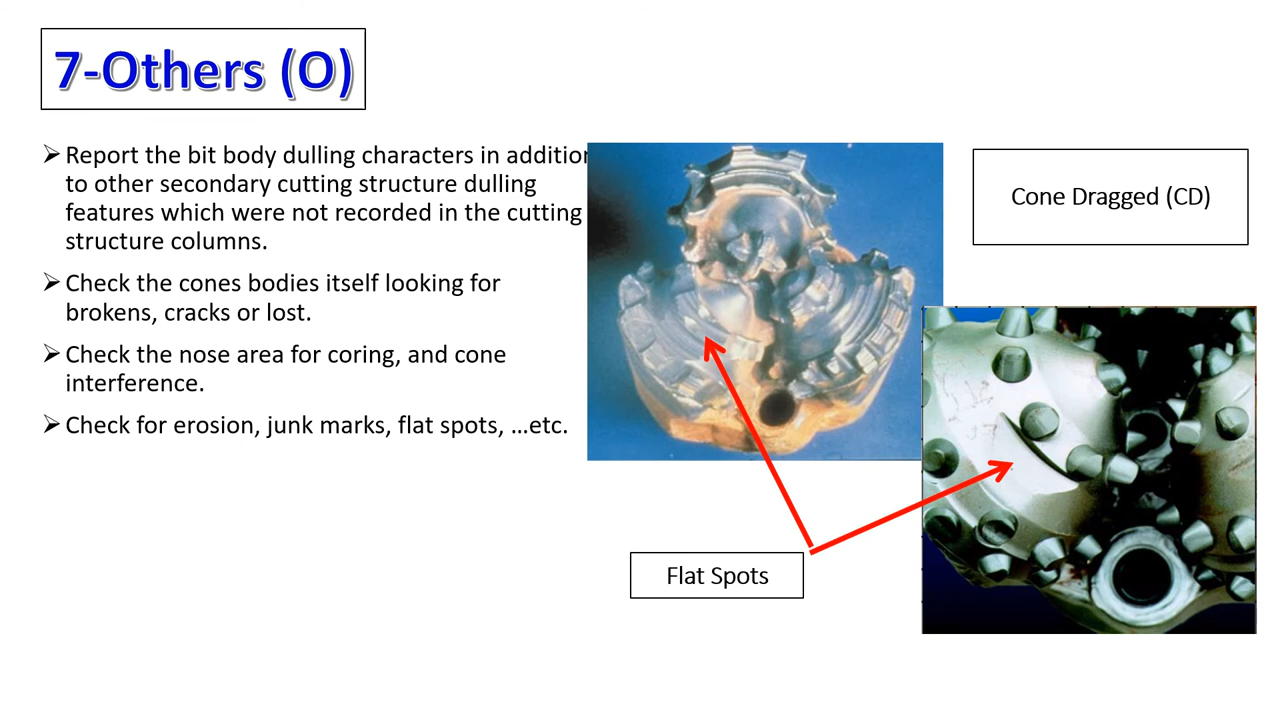 7-Others (O)
➢Report the bit body dulling characters in addition
to other secondary cutting structure dulling
features which were not recorded in the cutting
structure columns.
➢Check the cones bodies itself looking for
brokens, cracks or lost.
➢Check the nose area for coring, and cone
interference.
➢Check for erosion, junk marks, flat spots, …etc.
Cone Dragged (CD)
Flat Spots